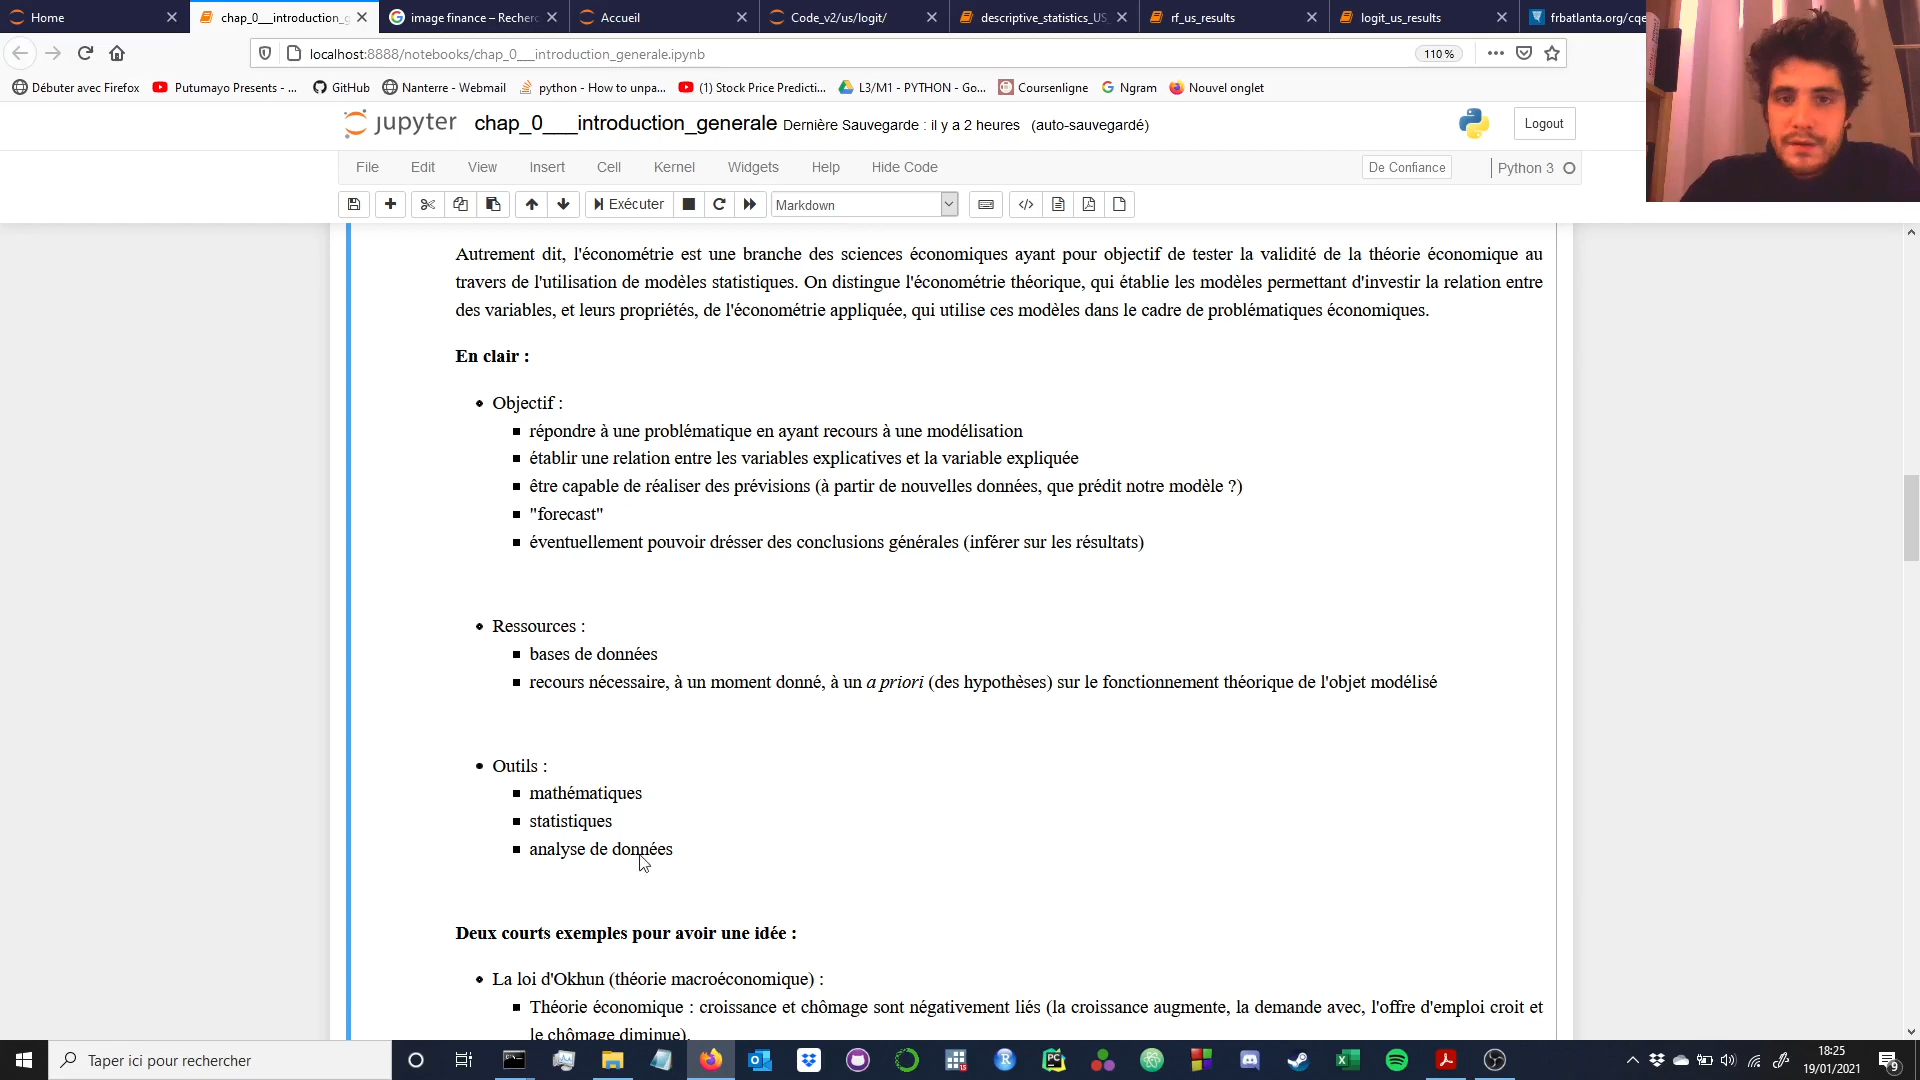 Home
chap_0___introduction_g
image finance – Recher
Accueil
Code_v2/us/logit/
descriptive_statistics_US
rf_us_results
logit_us_results
frbatlanta.org/cqe
localhost:8888/notebooks/chap_0___introduction_generale.ipynb
110 %
Débuter avec Firefox
Putumayo Presents - ...
GitHub
Nanterre - Webmail
python - How to unpa...
(1) Stock Price Predicti...
L3/M1 - PYTHON - Go...
Coursenligne
Ngram
Nouvel onglet
jupyter
chap_0___introduction_generale Dernière Sauvegarde : il y a 2 heures (auto-sauvegardé)
Logout
File Edit View Insert Cell Kernel Widgets Help Hide Code
De Confiance
Python 3
Exécuter
Markdown
Autrement dit, l'économétrie est une branche des sciences économiques ayant pour objectif de tester la validité de la théorie économique au
travers de l'utilisation de modèles statistiques. On distingue l'économétrie théorique, qui établie les modèles permettant d'investir la relation entre
des variables, et leurs propriétés, de l'économétrie appliquée, qui utilise ces modèles dans le cadre de problématiques économiques.
En clair :
Objectif :
répondre à une problématique en ayant recours à une modélisation
établir une relation entre les variables explicatives et la variable expliquée
être capable de réaliser des prévisions (à partir de nouvelles données, que prédit notre modèle ?)
"forecast"
éventuellement pouvoir drésser des conclusions générales (inférer sur les résultats)
Ressources :
bases de données
recours nécessaire, à un moment donné, à un a priori (des hypothèses) sur le fonctionnement théorique de l'objet modélisé
Outils :
mathématiques
statistiques
analyse de données
Deux courts exemples pour avoir une idée :
La loi d'Okhun (théorie macroéconomique) :
Théorie économique : croissance et chômage sont négativement liés (la croissance augmente, la demande avec, l'offre d'emploi croit et
le chômage diminue).
Taper ici pour rechercher
18:25
19/01/2021
9